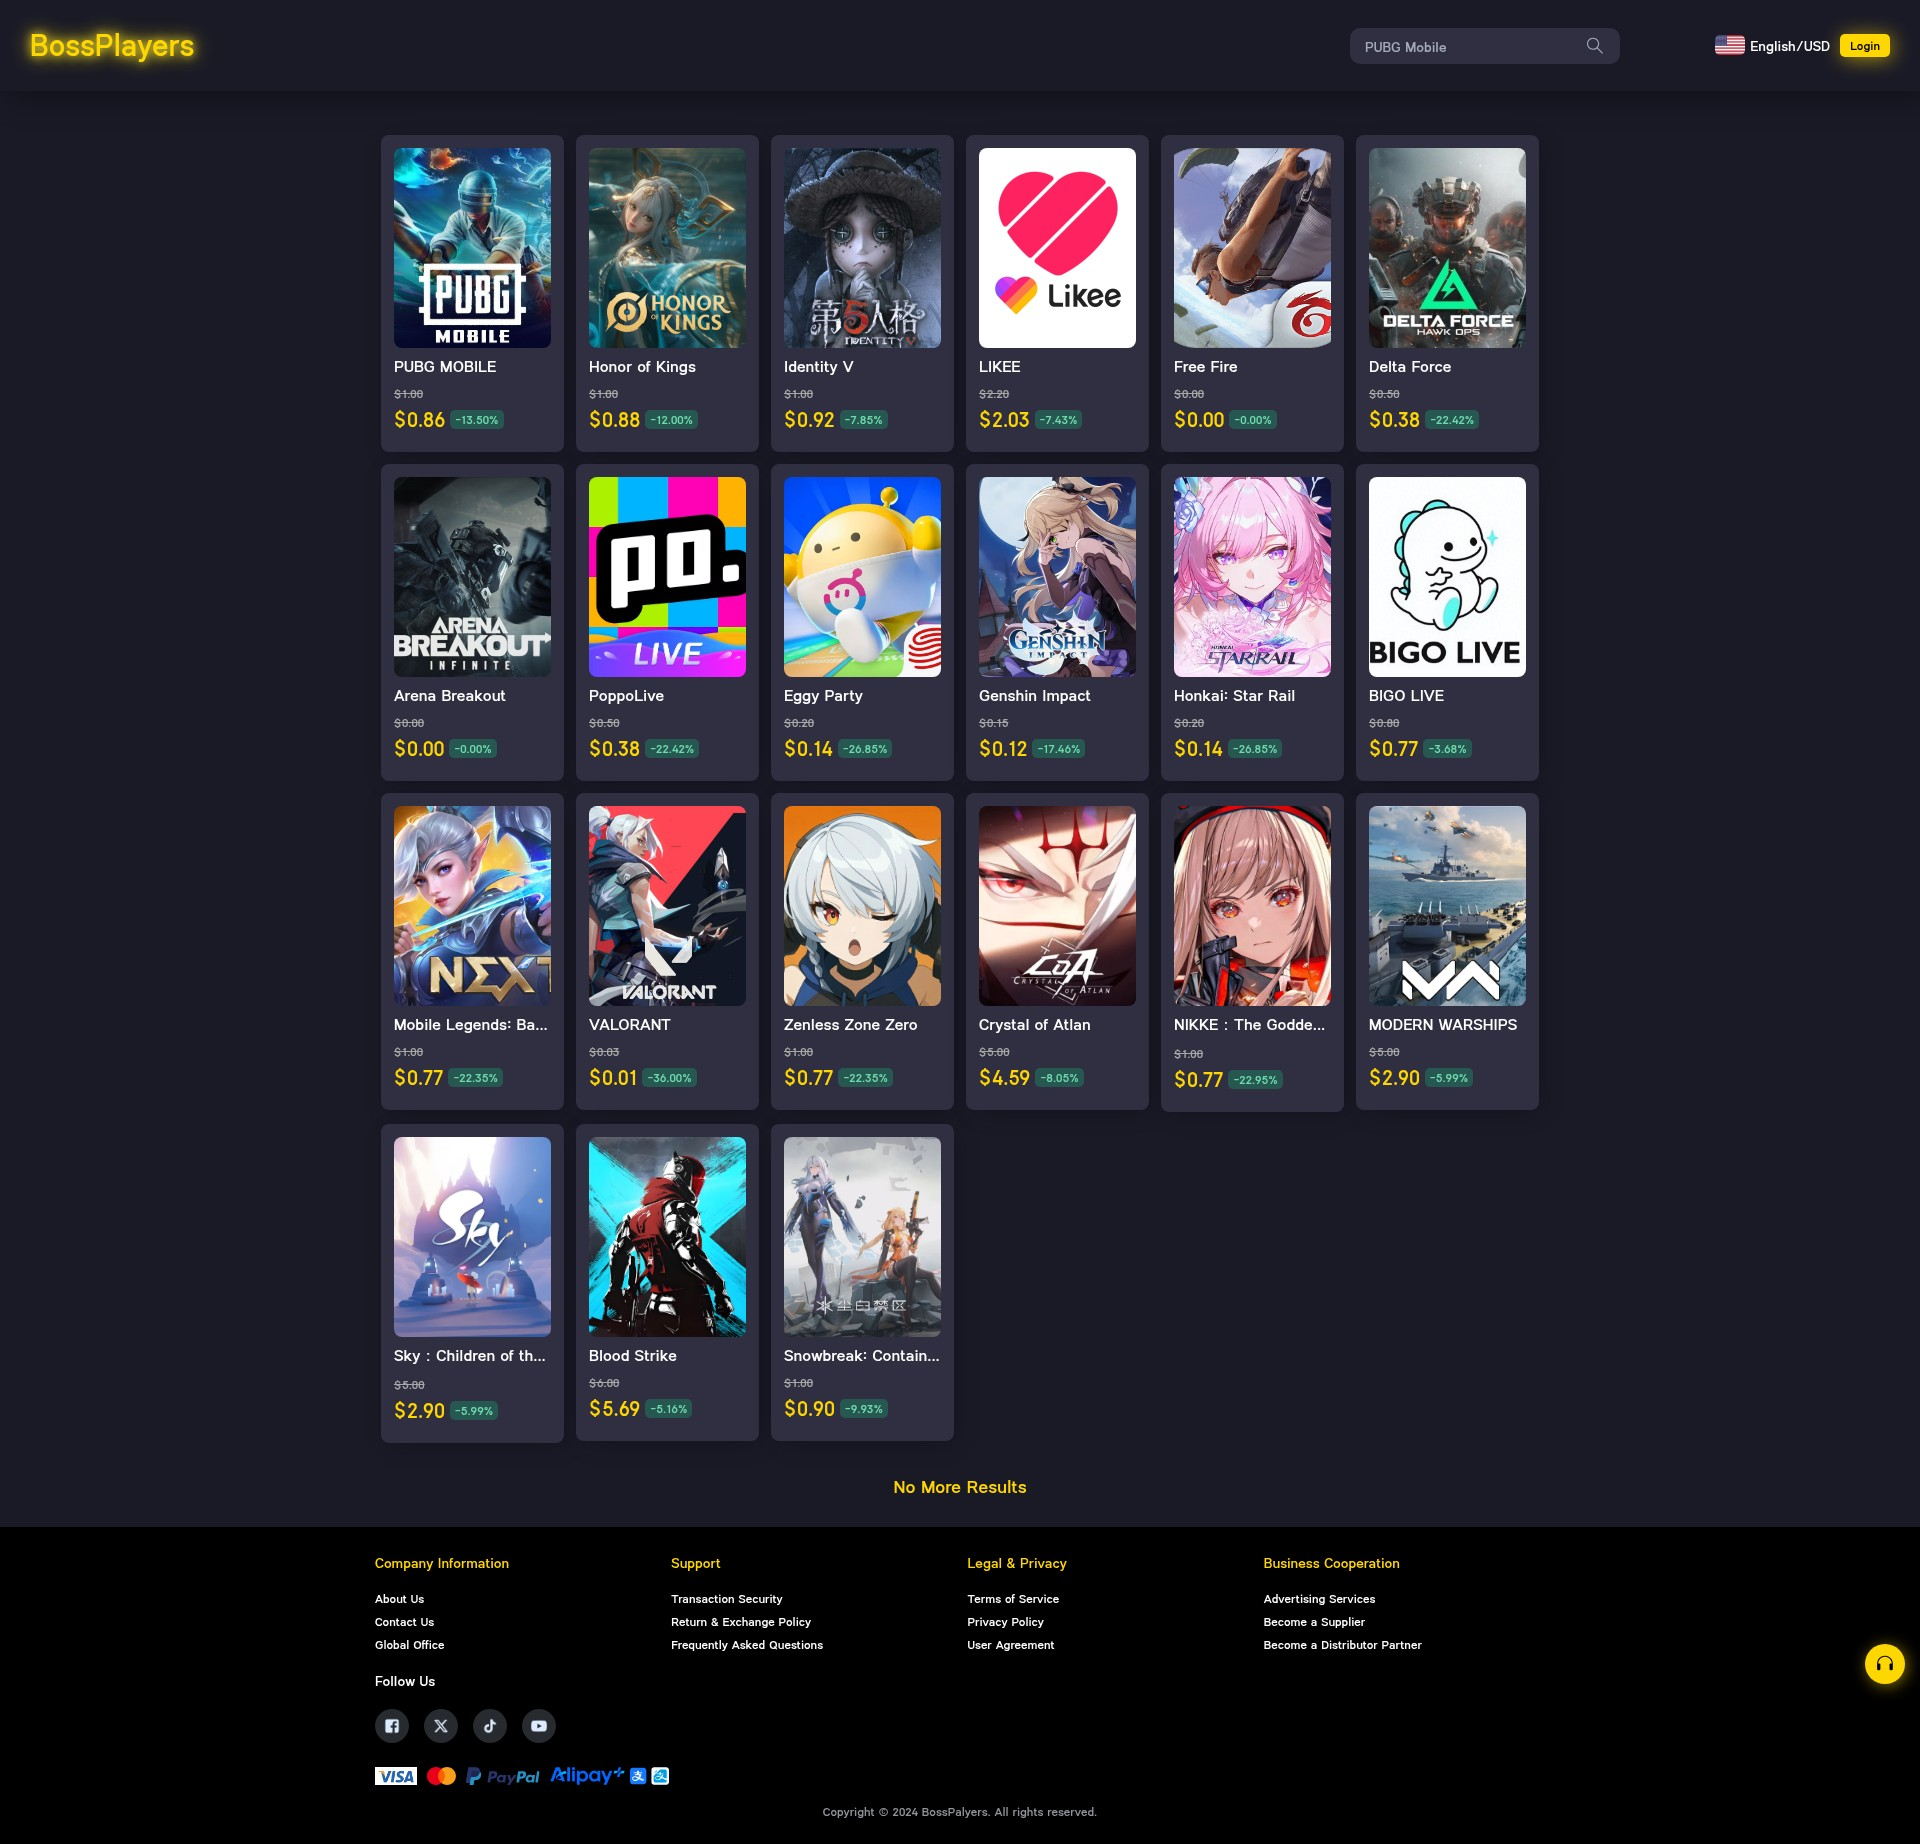 BossPlayers
PUBG Mobile
English/USD
Login
PUBG
MOBILE
HONOR
OF KINGS
第5人格
IDENTITY V
Likee
DELTA FORCE
HAWK OPS
PUBG MOBILE
Honor of Kings
Identity V
LIKEE
Free Fire
Delta Force
$1.00
$1.00
$1.00
$2.20
$0.00
$0.50
$0.86 -13.50%
$0.88 -12.00%
$0.92 -7.85%
$2.03 -7.43%
$0.00 -0.00%
$0.38 -22.42%
ARENA
BREAKOUT
INFINITE
po.
LIVE
GENSHIN
IMPACT
HONKAI
STAR RAIL
BIGO LIVE
Arena Breakout
PoppoLive
Eggy Party
Genshin Impact
Honkai: Star Rail
BIGO LIVE
$0.00
$0.50
$0.20
$0.15
$0.20
$0.80
$0.00 -0.00%
$0.38 -22.42%
$0.14 -26.85%
$0.12 -17.46%
$0.14 -26.85%
$0.77 -3.68%
NEXT
VALORANT
COA
CRYSTAL
OF ATLAN
Mobile Legends: Ba...
VALORANT
Zenless Zone Zero
Crystal of Atlan
NIKKE : The Godde...
MODERN WARSHIPS
$1.00
$0.03
$1.00
$5.00
$1.00
$5.00
$0.77 -22.35%
$0.01 -36.00%
$0.77 -22.35%
$4.59 -8.05%
$0.77 -22.95%
$2.90 -5.99%
Sky
尘白禁区
Sky : Children of th...
Blood Strike
Snowbreak: Contain...
$5.00
$6.00
$1.00
$2.90 -5.99%
$5.69 -5.16%
$0.90 -9.93%
No More Results
Company Information
About Us
Contact Us
Global Office
Support
Transaction Security
Return & Exchange Policy
Frequently Asked Questions
Legal & Privacy
Terms of Service
Privacy Policy
User Agreement
Business Cooperation
Advertising Services
Become a Supplier
Become a Distributor Partner
Follow Us
VISA PayPal Alipay+ 支 支
Copyright © 2024 BossPalyers. All rights reserved.